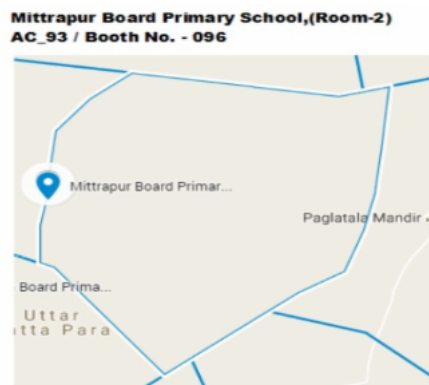 Mittrapur Board Primary School,(Room-2)
AC_93 / Booth No. - 096
Mittrapur Board Primar...
Paglatala Mandir
Board Prima...
Uttar
tta Para